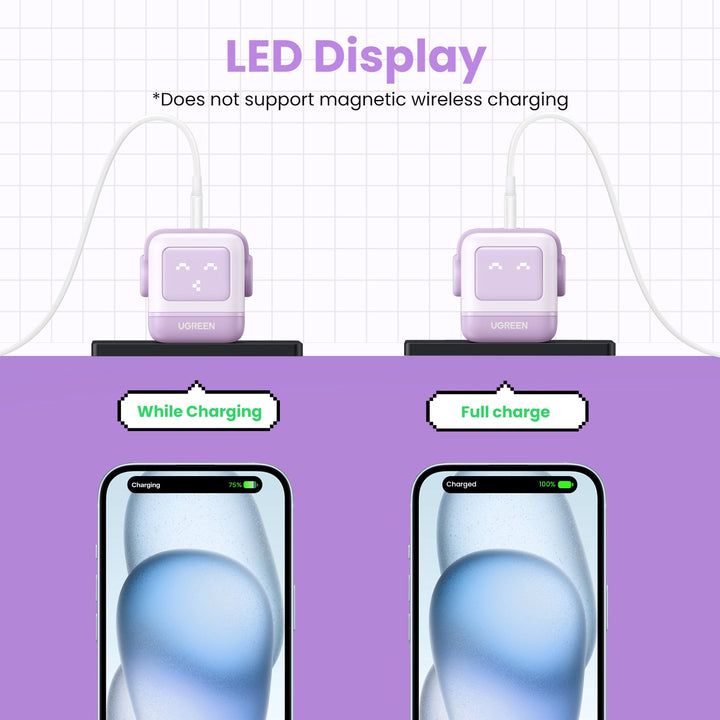 LED Display
*Does not support magnetic wireless charging
UGREEN
UGREEN
While Charging
Full charge
Charging 75%
Charged 100%